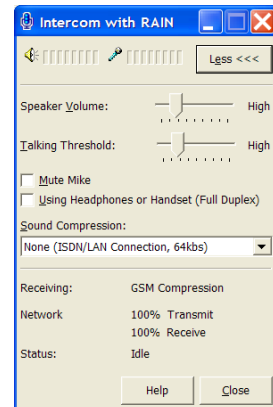 Intercom with RAIN
Less <<<
Speaker Volume: High
Talking Threshold: High
Mute Mike
Using Headphones or Handset (Full Duplex)
Sound Compression:
None (ISDN/LAN Connection, 64kbs)
Receiving: GSM Compression
Network 100% Transmit
100% Receive
Status: Idle
Help Close